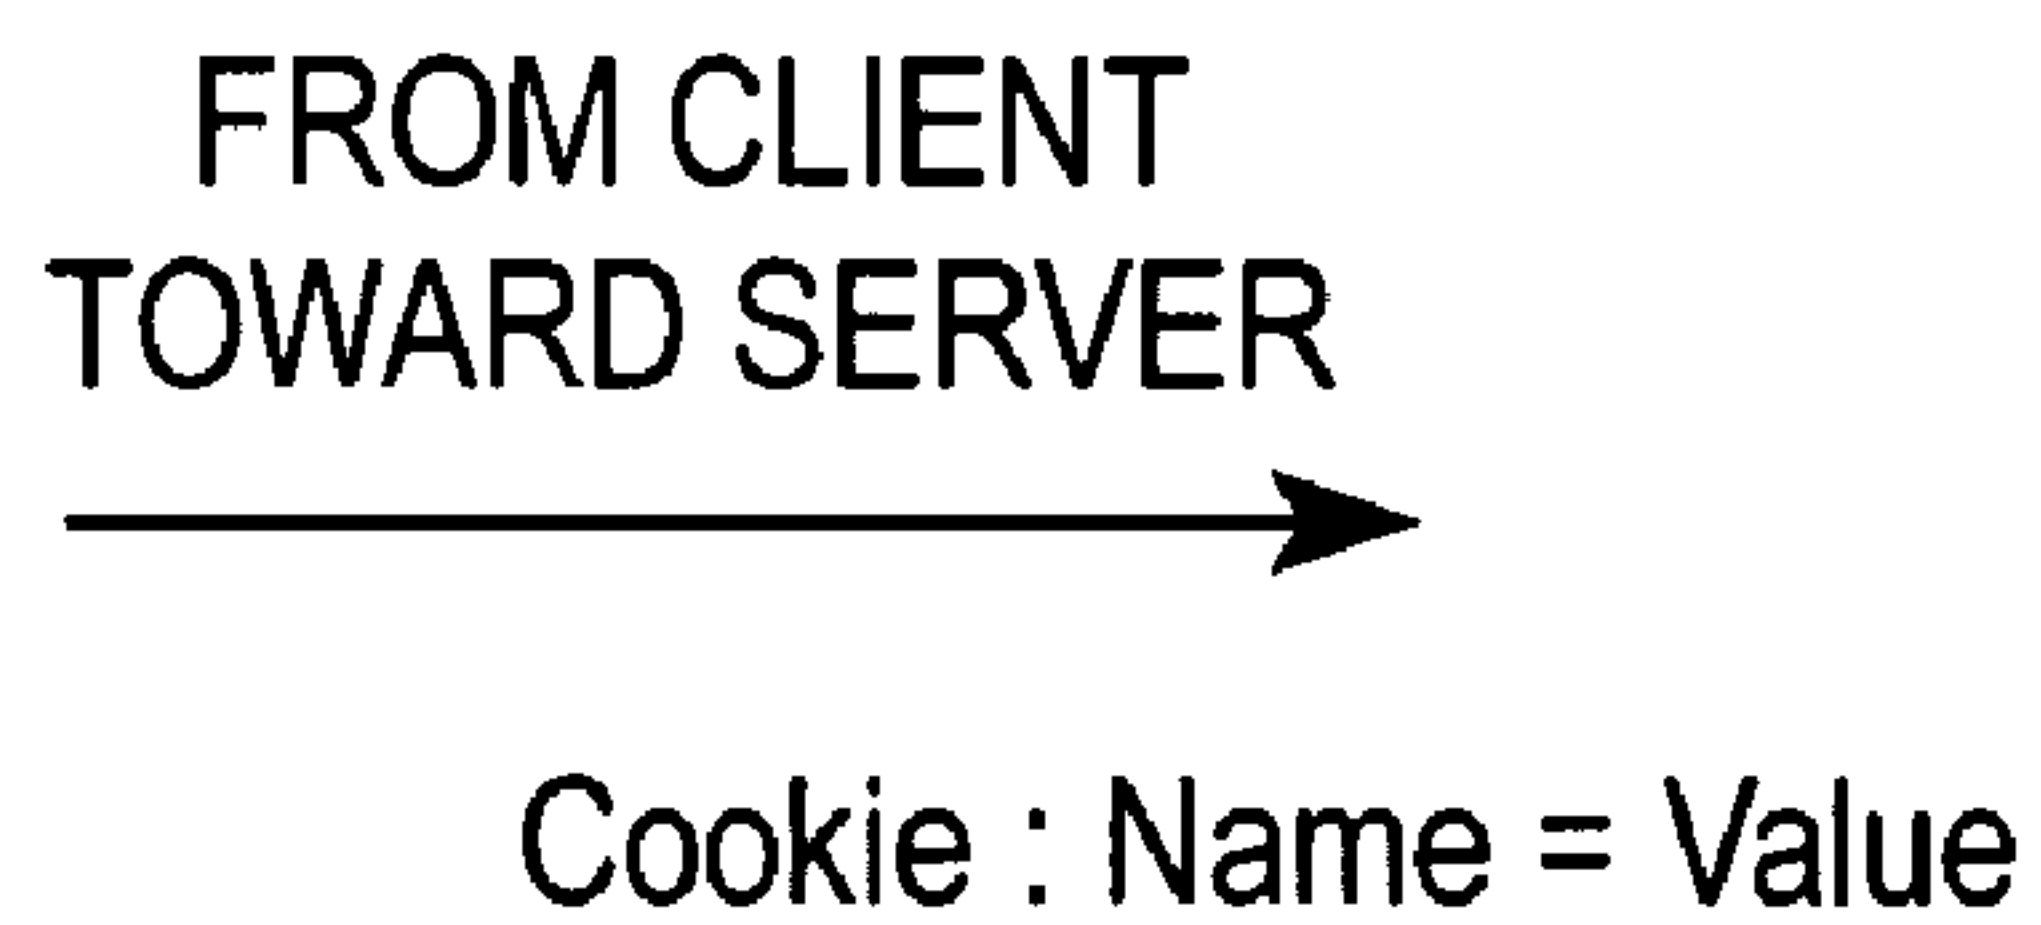 FROM CLIENT
TOWARD SERVER
Cookie : Name = Value